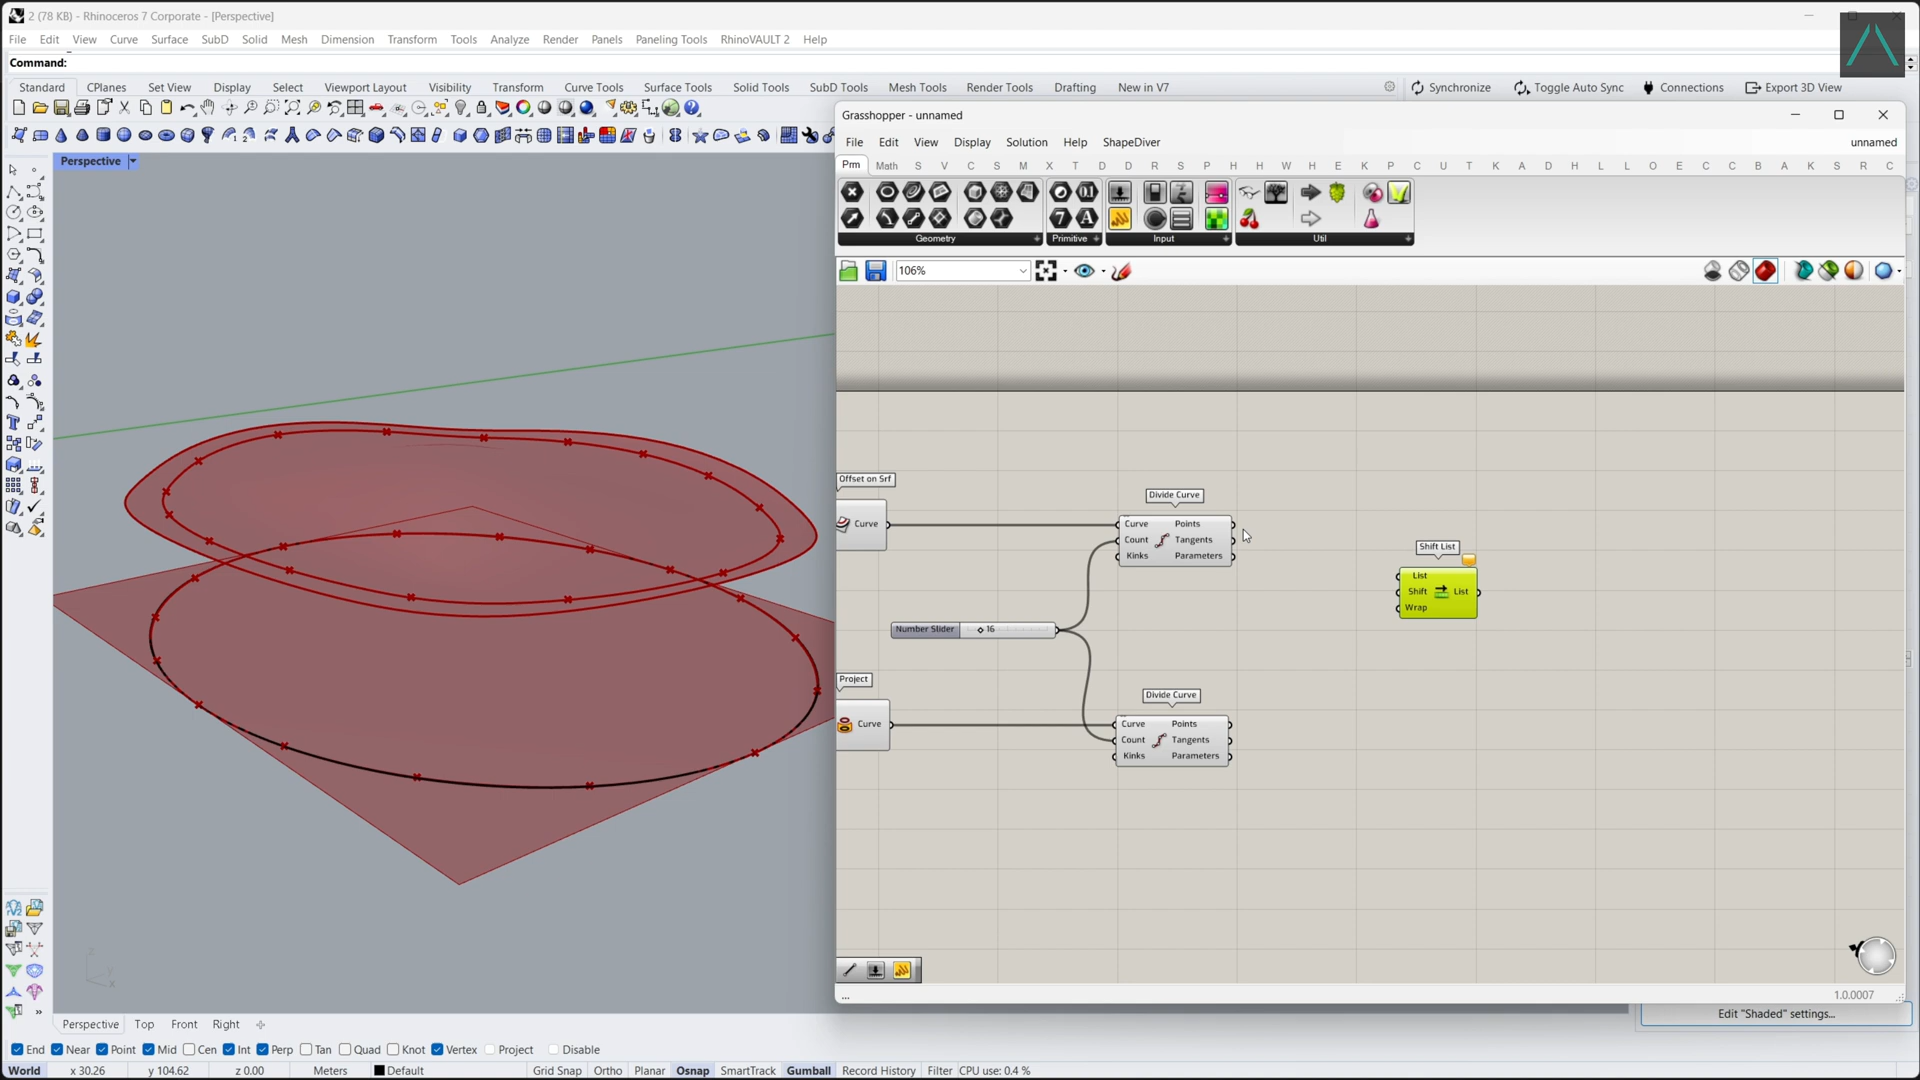 2 (78 KB) - Rhinoceros 7 Corporate - [Perspective]
File Edit View Curve Surface SubD Solid Mesh Dimension Transform Tools Analyze Render Panels Paneling Tools RhinoVAULT 2 Help
Command:
Standard CPlanes Set View Display Select Viewport Layout Visibility Transform Curve Tools Surface Tools Solid Tools SubD Tools Mesh Tools Render Tools Drafting New in V7 Synchronize Toggle Auto Sync Connections Export 3D View
Perspective
Grasshopper - unnamed
File Edit View Display Solution Help ShapeDiver unnamed
Prm Math S V C S M X T D R S P H H W E K P C U T K A D H L L O E C C D B A K S R C
Geometry Primitive Input Util
106%
Offset on Srf
Curve
Divide Curve
Curve Points
Count Tangents
Kinks Parameters
Shift List
List
Shift List
Wrap
Number Slider 16
Project
Curve
Divide Curve
Curve Points
Count Tangents
Kinks Parameters
z
y
x
...
1.0.0007
Edit "Shaded" settings...
Perspective Top Front Right
End Near Point Mid Cen Int Perp Tan Quad Knot Vertex Project Disable
World x 30.26 y 104.62 z 0.00 Meters Default Grid Snap Ortho Planar Osnap SmartTrack Gumball Record History Filter CPU use: 0.4 %